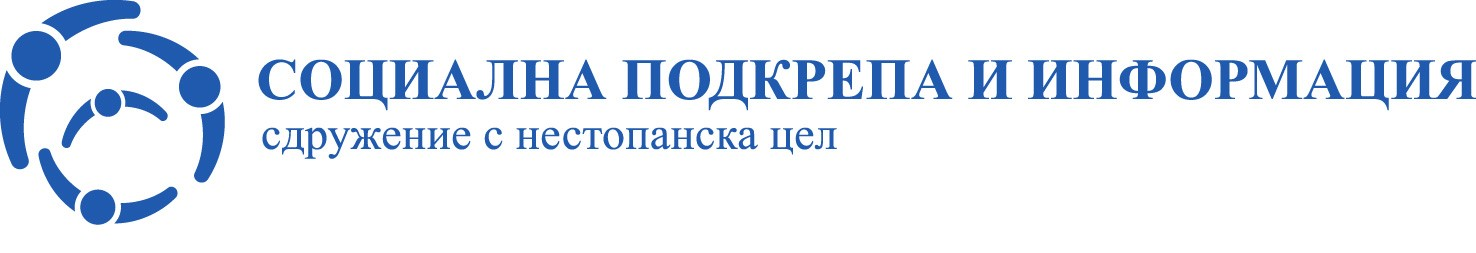 СОЦИАЛНА ПОДКРЕПА И ИНФОРМАЦИЯ
сдружение с нестопанска цел